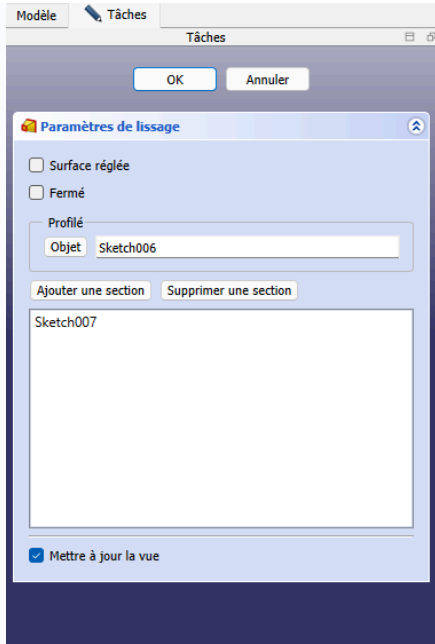 Modèle Tâches
Tâches
OK Annuler
Paramètres de lissage
Surface réglée
Fermé
Profilé
Objet Sketch006
Ajouter une section Supprimer une section
Sketch007
Mettre à jour la vue